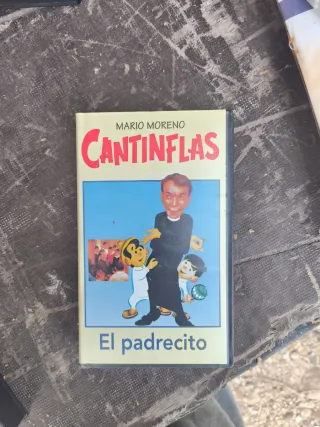 MARIO MORENO
CANTINFLAS
El padrecito